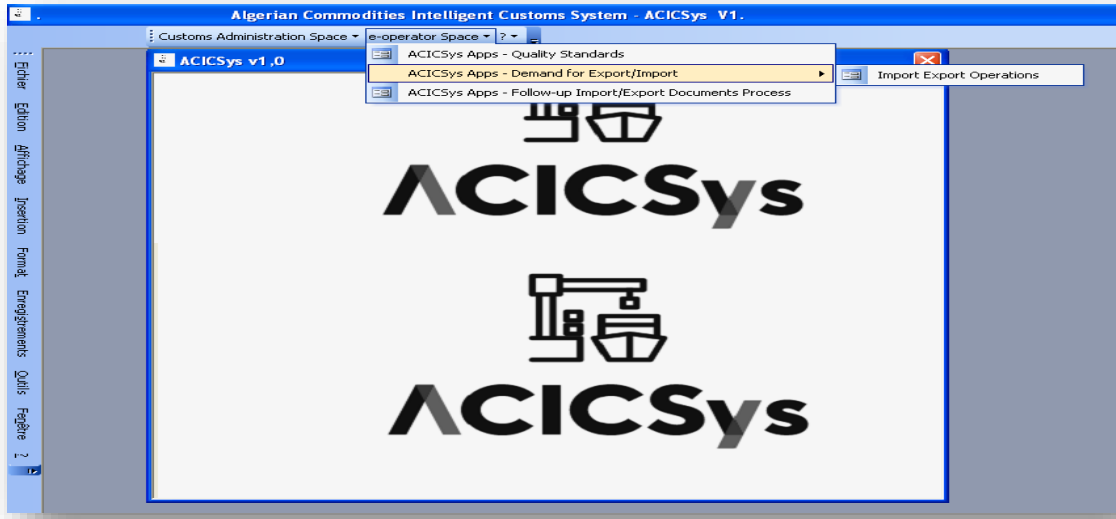 Algerian Commodities Intelligent Customs System - ACICSys V1.
Customs Administration Space e-operator Space ?
ACICSys v1,0
ACICSys Apps - Quality Standards
ACICSys Apps - Demand for Export/Import
Import Export Operations
ACICSys Apps - Follow-up Import/Export Documents Process
ACICSys
ACICSys
Fichier Edition Affichage Insertion Format Enregistrements Outils Fenêtre ?